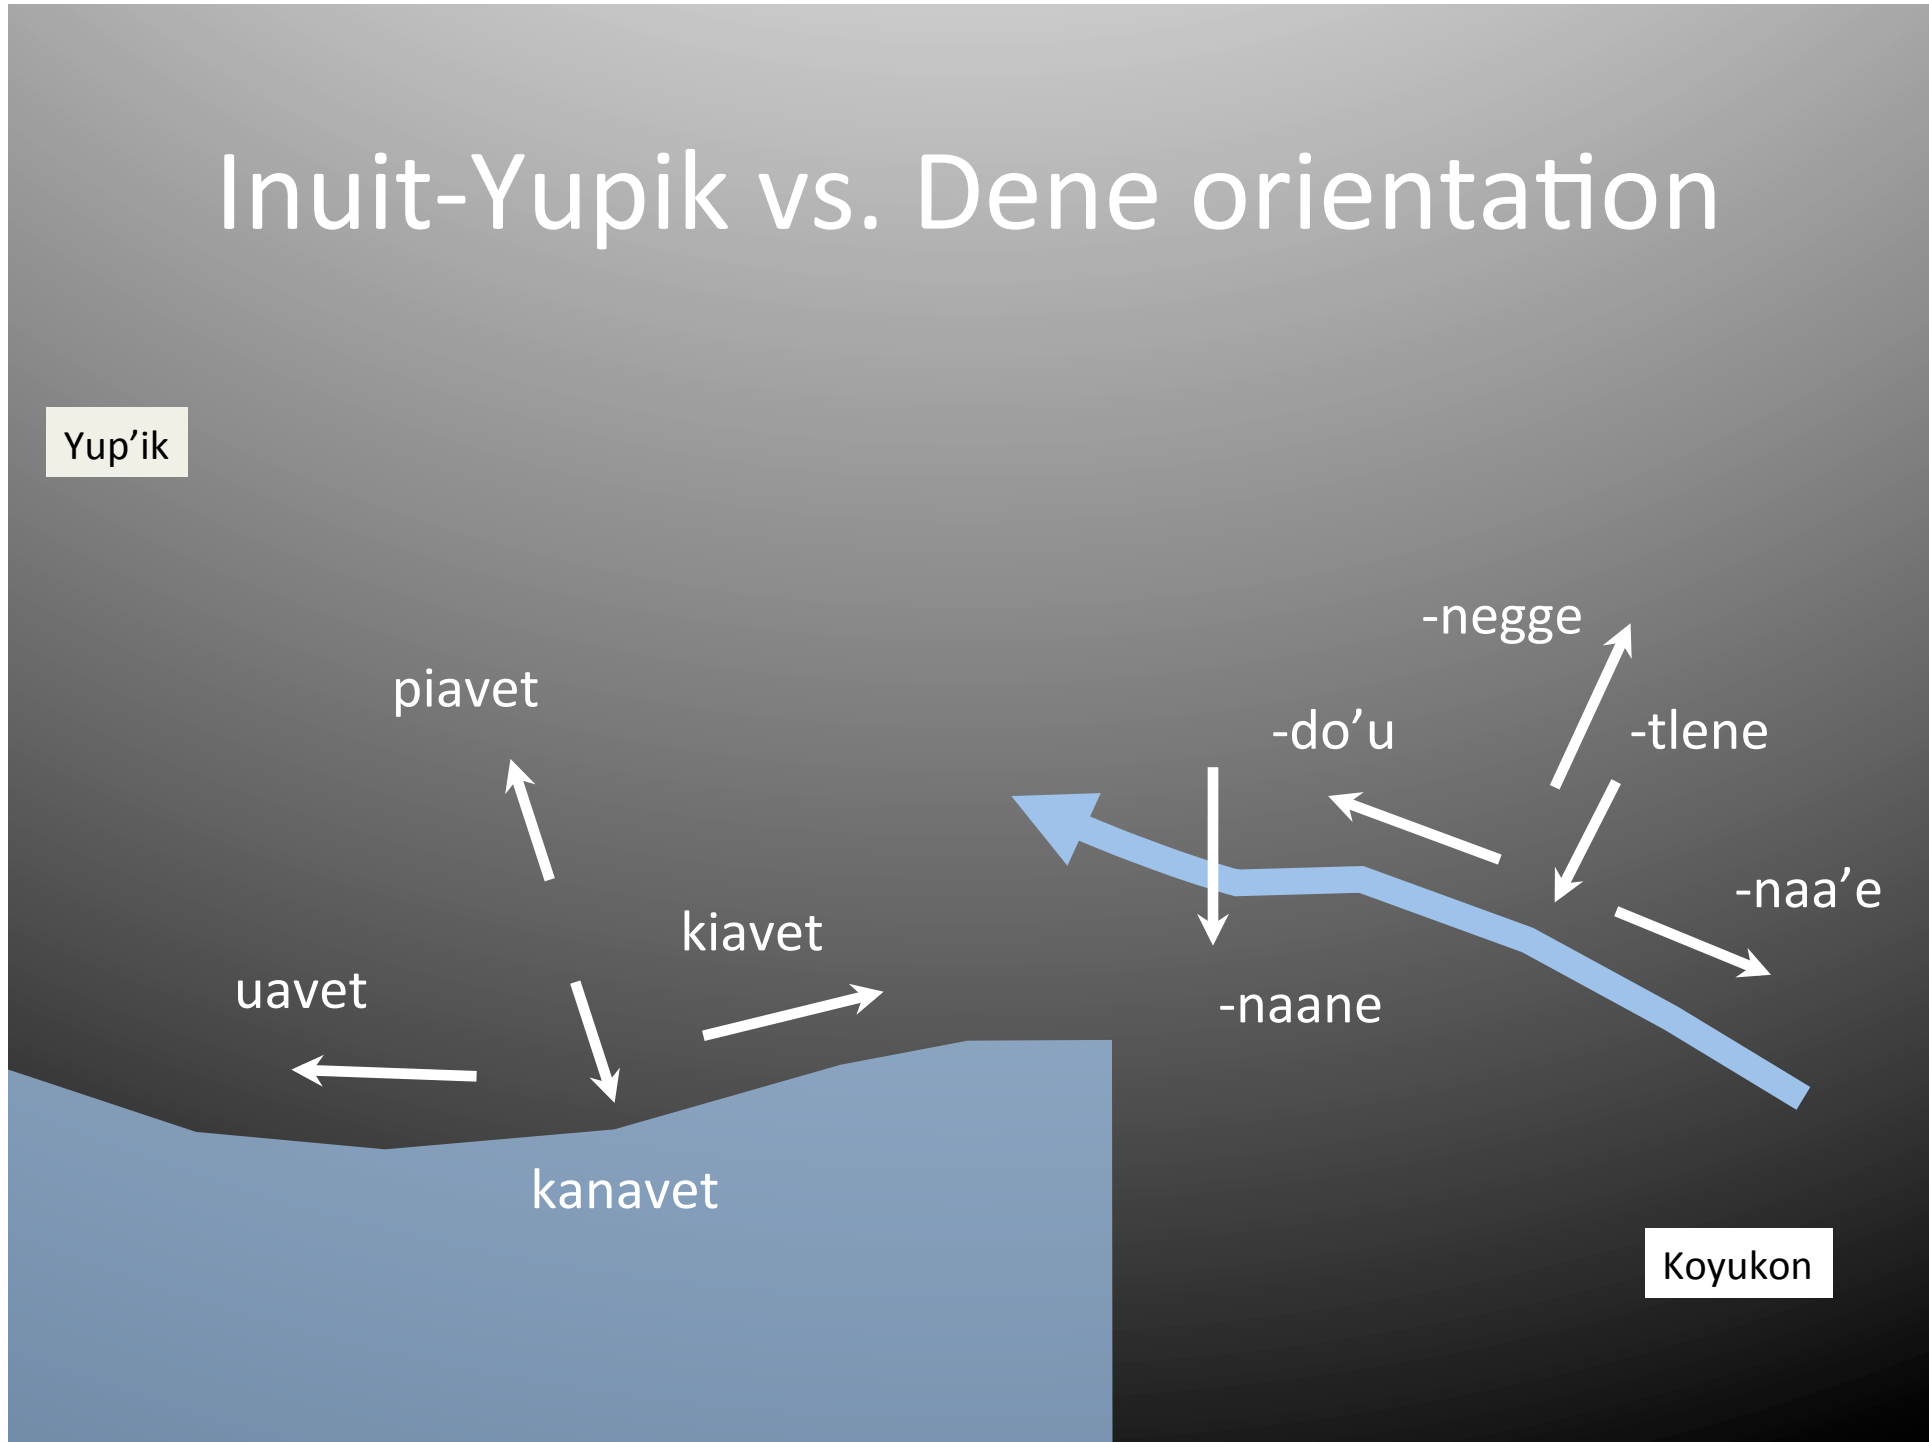 Inuit-Yupik vs. Dene orientation
Yup’ik
piavet
uavet
kiavet
kanavet
-negge
-do’u
-tlene
-naa’e
-naane
Koyukon